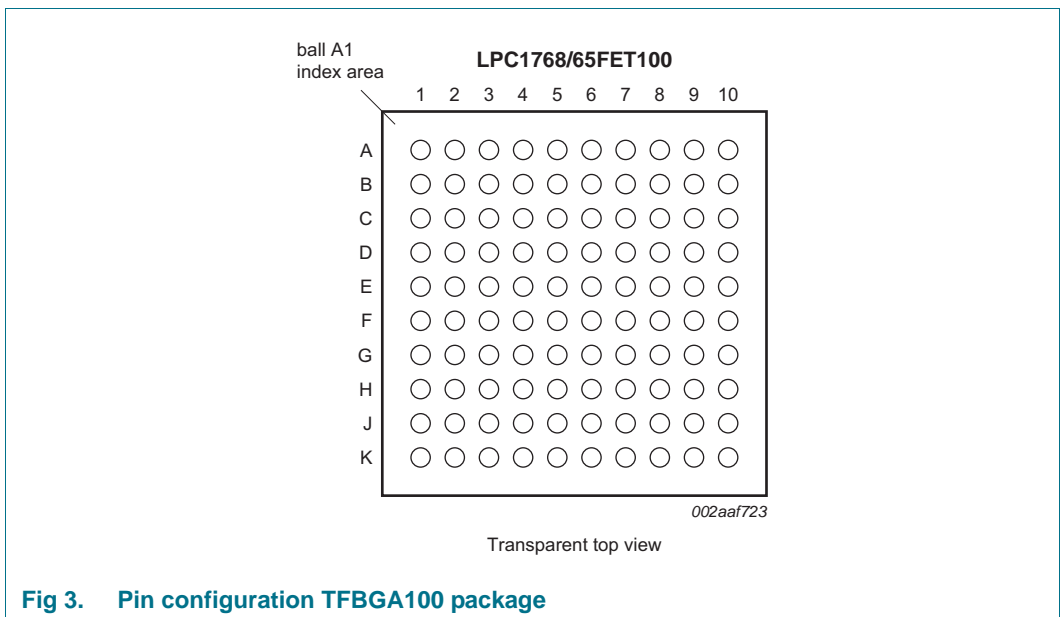 ball A1
index area
LPC1768/65FET100
1 2 3 4 5 6 7 8 9 10
A
B
C
D
E
F
G
H
J
K
002aaf723
Transparent top view
Fig 3. Pin configuration TFBGA100 package